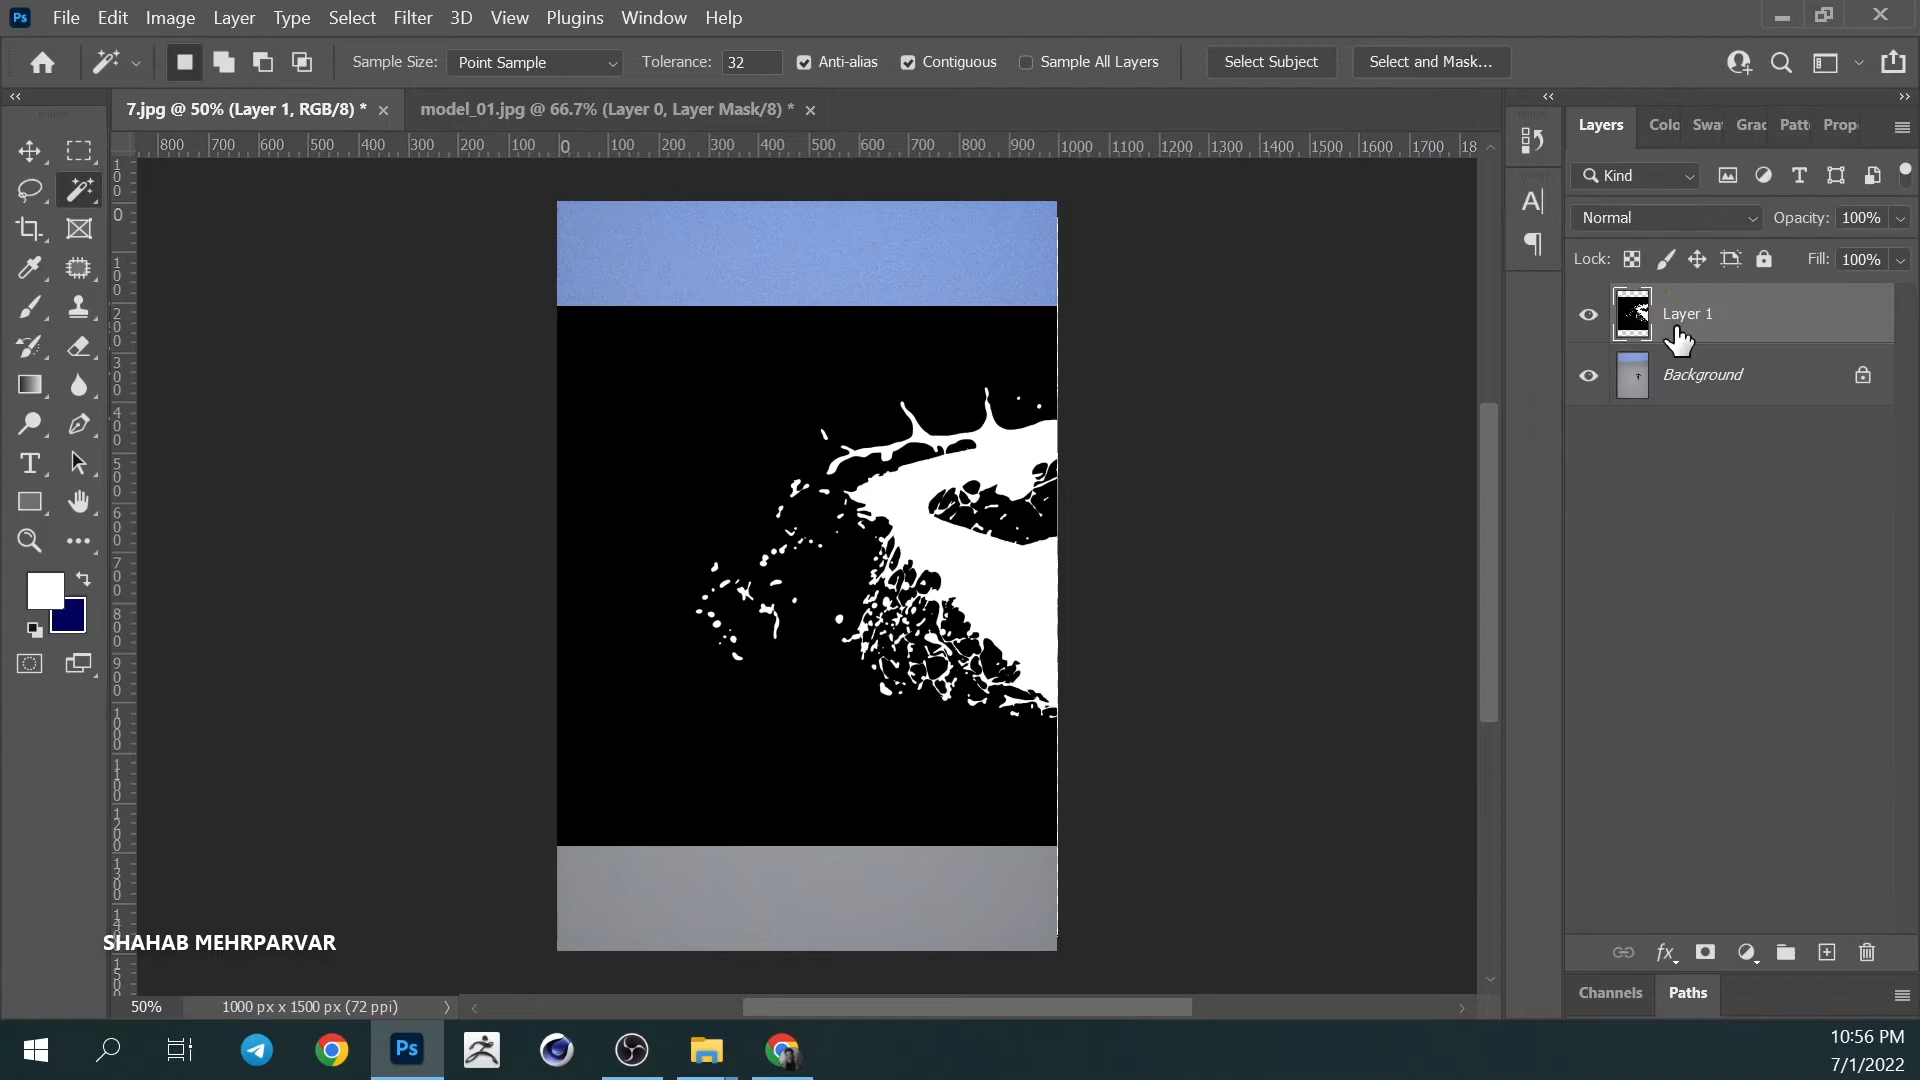 Ps File Edit Image Layer Type Select Filter 3D View Plugins Window Help
Sample Size: Point Sample Tolerance: 32 Anti-alias Contiguous Sample All Layers Select Subject Select and Mask...
7.jpg @ 50% (Layer 1, RGB/8) * model_01.jpg @ 66.7% (Layer 0, Layer Mask/8) *
Layers Colo Swat Grac Patt Prop
800 700 600 500 400 300 200 100 0 100 200 300 400 500 600 700 800 900 1000 1100 1200 1300 1400 1500 1600 1700 18
Kind
Normal Opacity: 100%
Lock: Fill: 100%
Layer 1
Background
SHAHAB MEHRPARVAR
Channels Paths
50% 1000 px x 1500 px (72 ppi)
Ps
10:56 PM
7/1/2022